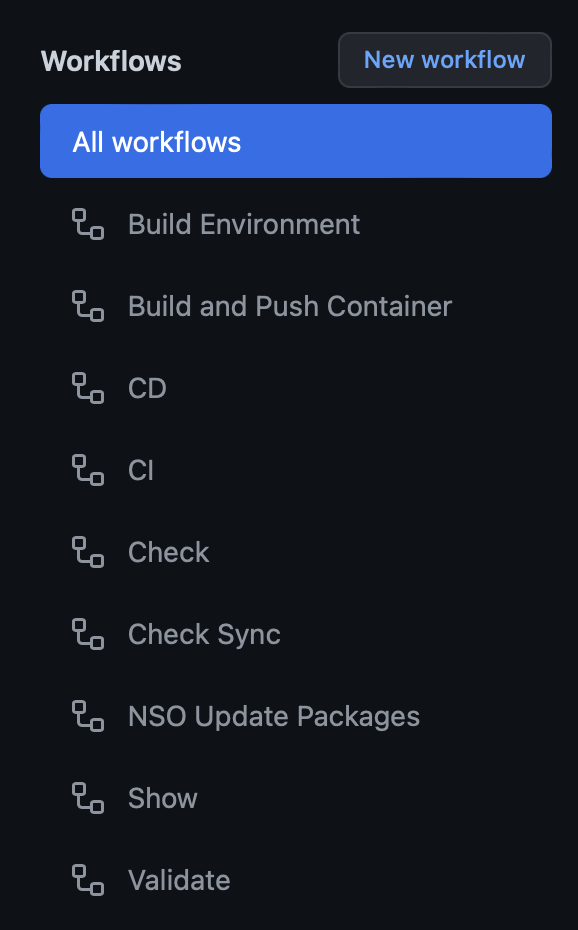 Workflows
New workflow
All workflows
Build Environment
Build and Push Container
CD
CI
Check
Check Sync
NSO Update Packages
Show
Validate